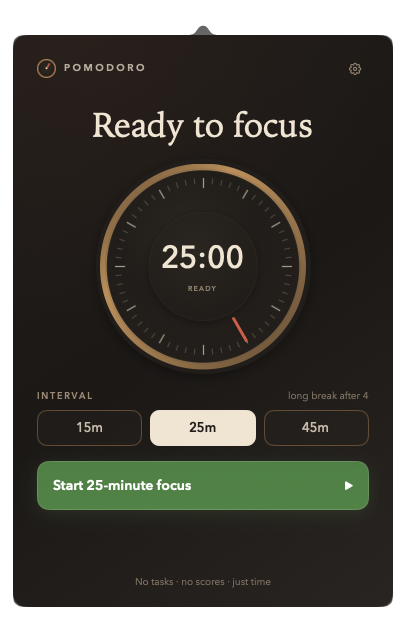 POMODORO
Ready to focus
25:00
READY
INTERVAL long break after 4
15m 25m 45m
Start 25-minute focus
No tasks · no scores · just time